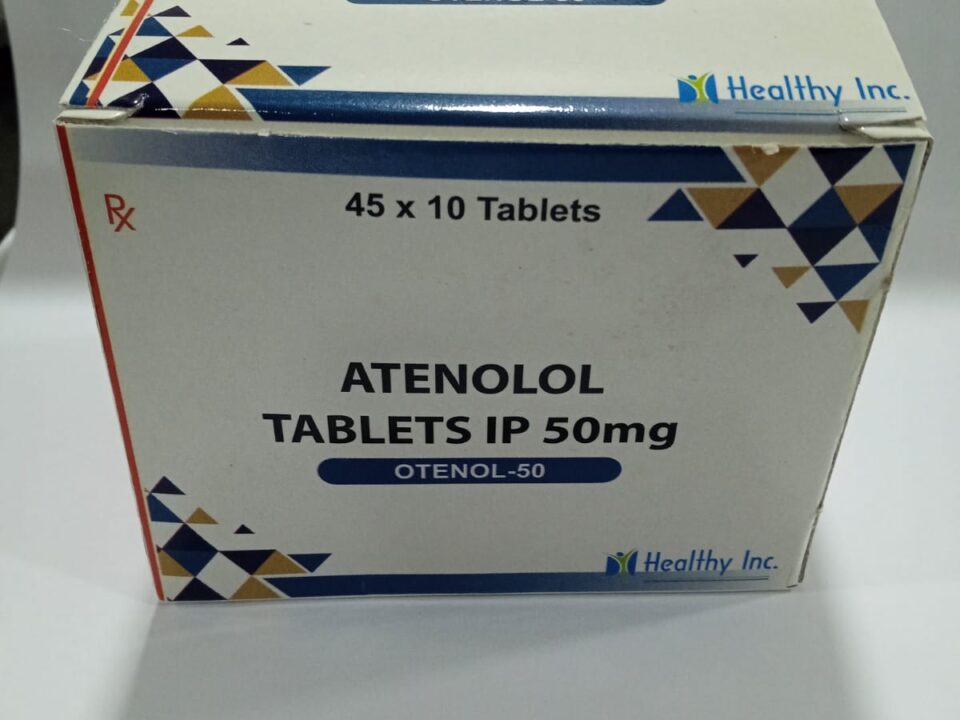 Healthy Inc.
Rx
45 x 10 Tablets
ATENOLOL
TABLETS IP 50mg
OTENOL-50
Healthy Inc.